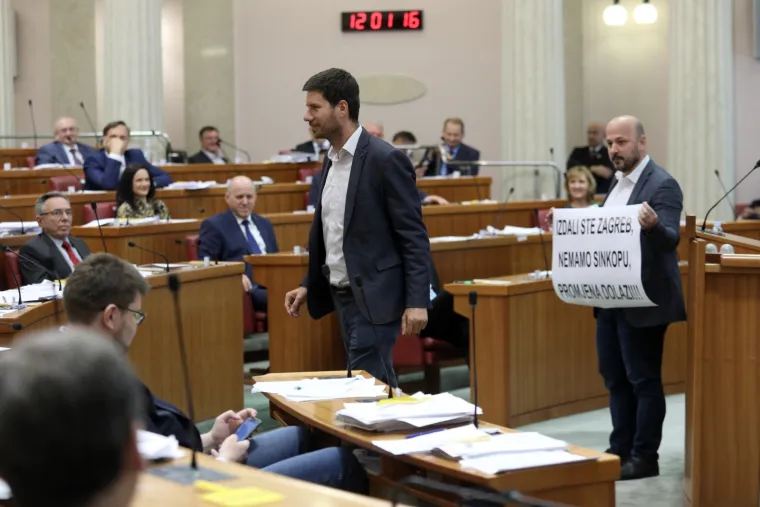 12:01 16
IZDALI STE ZAGREB,
NEMAMO SINKOPU,
PROMJENA DOLAZI!!!